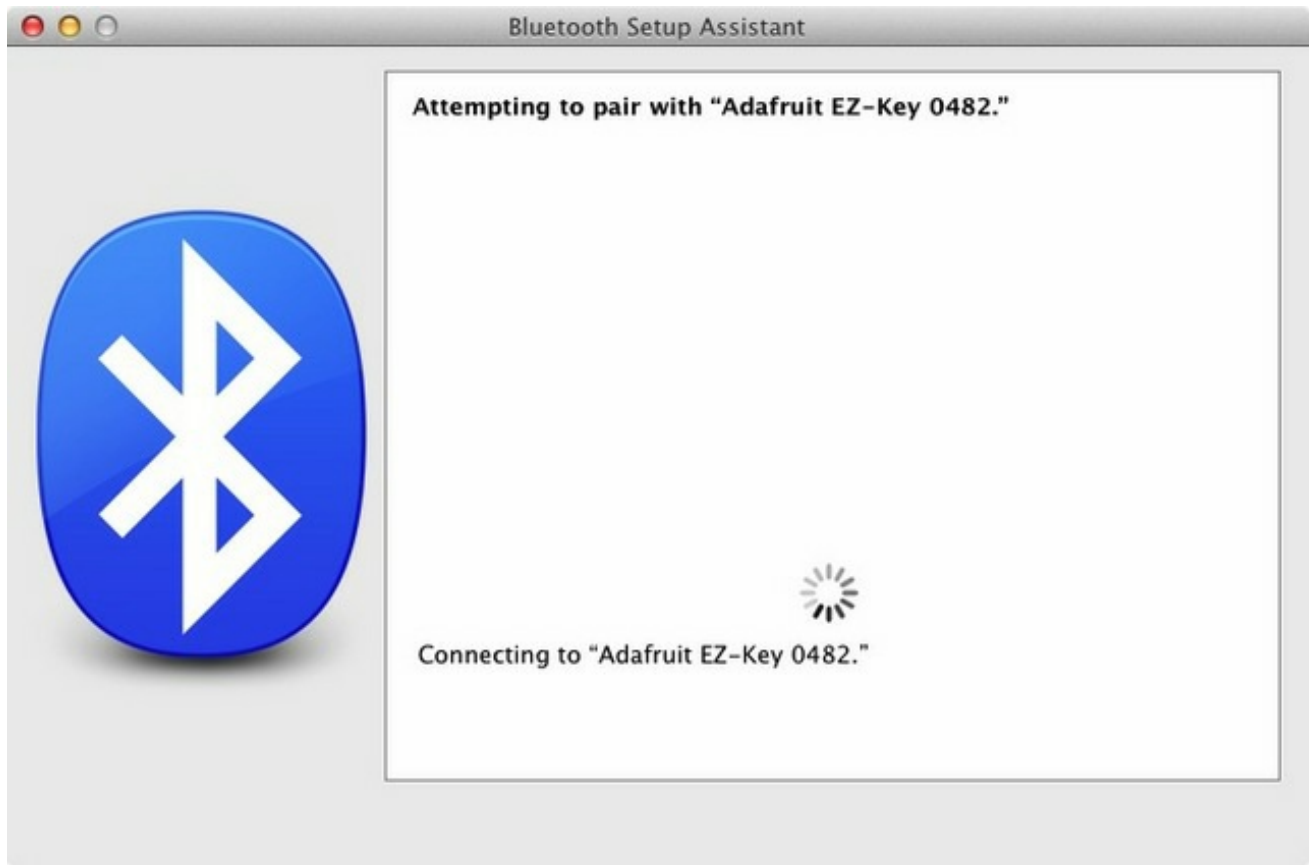 Bluetooth Setup Assistant
Attempting to pair with “Adafruit EZ-Key 0482.”
Connecting to “Adafruit EZ-Key 0482.”